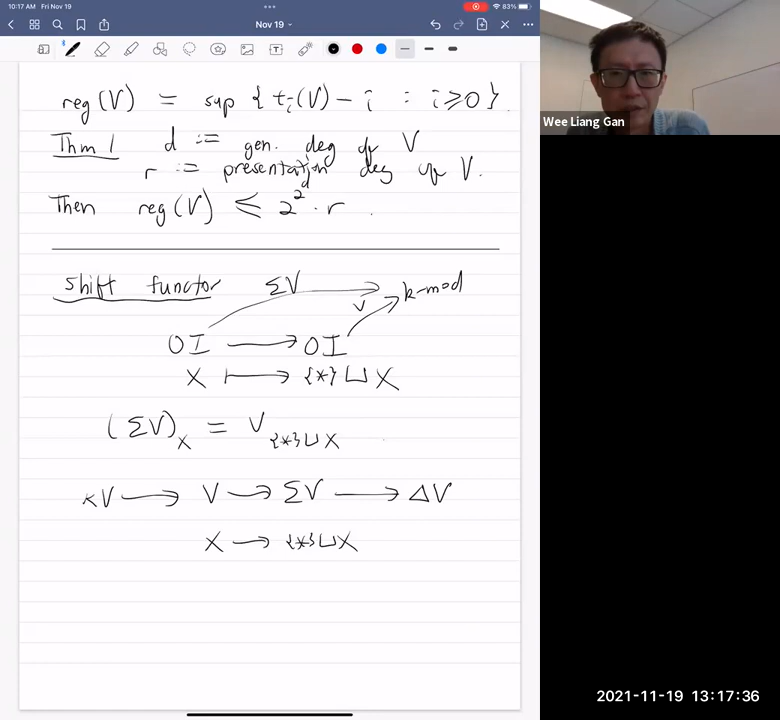 10:17 AM Fri Nov 19
83%
Nov 19
reg(V) = sup { t_i(V) - i : i ≥ 0 }.
Thm 1 d := gen. deg of V
r := presentation deg of V.
Then reg(V) ≤ 2^{2^d} · r.
Shift functor ΣV
V k-mod
OI → OI
X ↦ {*} ⊔ X
(ΣV)_X = V_{{*} ⊔ X}
κV → V → ΣV → ΔV
X → {*} ⊔ X
Wee Liang Gan
2021-11-19 13:17:36